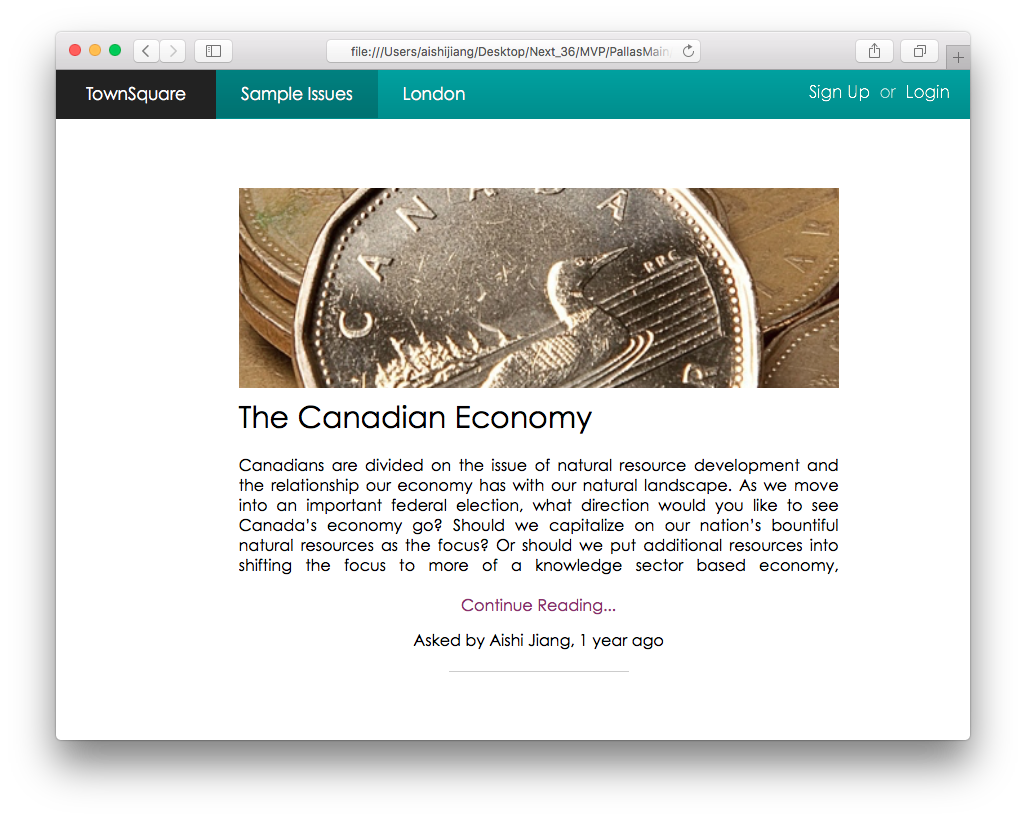 file:///Users/aishijiang/Desktop/Next_36/MVP/PallasMain
TownSquare Sample Issues London Sign Up or Login
CANADA
The Canadian Economy
Canadians are divided on the issue of natural resource development and
the relationship our economy has with our natural landscape. As we move
into an important federal election, what direction would you like to see
Canada's economy go? Should we capitalize on our nation's bountiful
natural resources as the focus? Or should we put additional resources into
shifting the focus to more of a knowledge sector based economy,
Continue Reading...
Asked by Aishi Jiang, 1 year ago